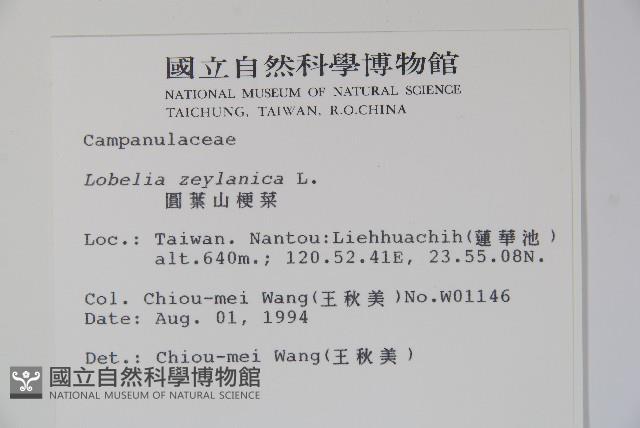 國立自然科學博物館
NATIONAL MUSEUM OF NATURAL SCIENCE
TAICHUNG, TAIWAN, R.O.CHINA
Campanulaceae
Lobelia zeylanica L.
圓葉山梗菜
Loc.: Taiwan. Nantou:Liehhuachih(蓮華池)
alt.640m.; 120.52.41E, 23.55.08N.
Col. Chiou-mei Wang(王秋美)No.W01146
Date: Aug. 01, 1994
Det.: Chiou-mei Wang(王秋美)
國立自然科學博物館
NATIONAL MUSEUM OF NATURAL SCIENCE